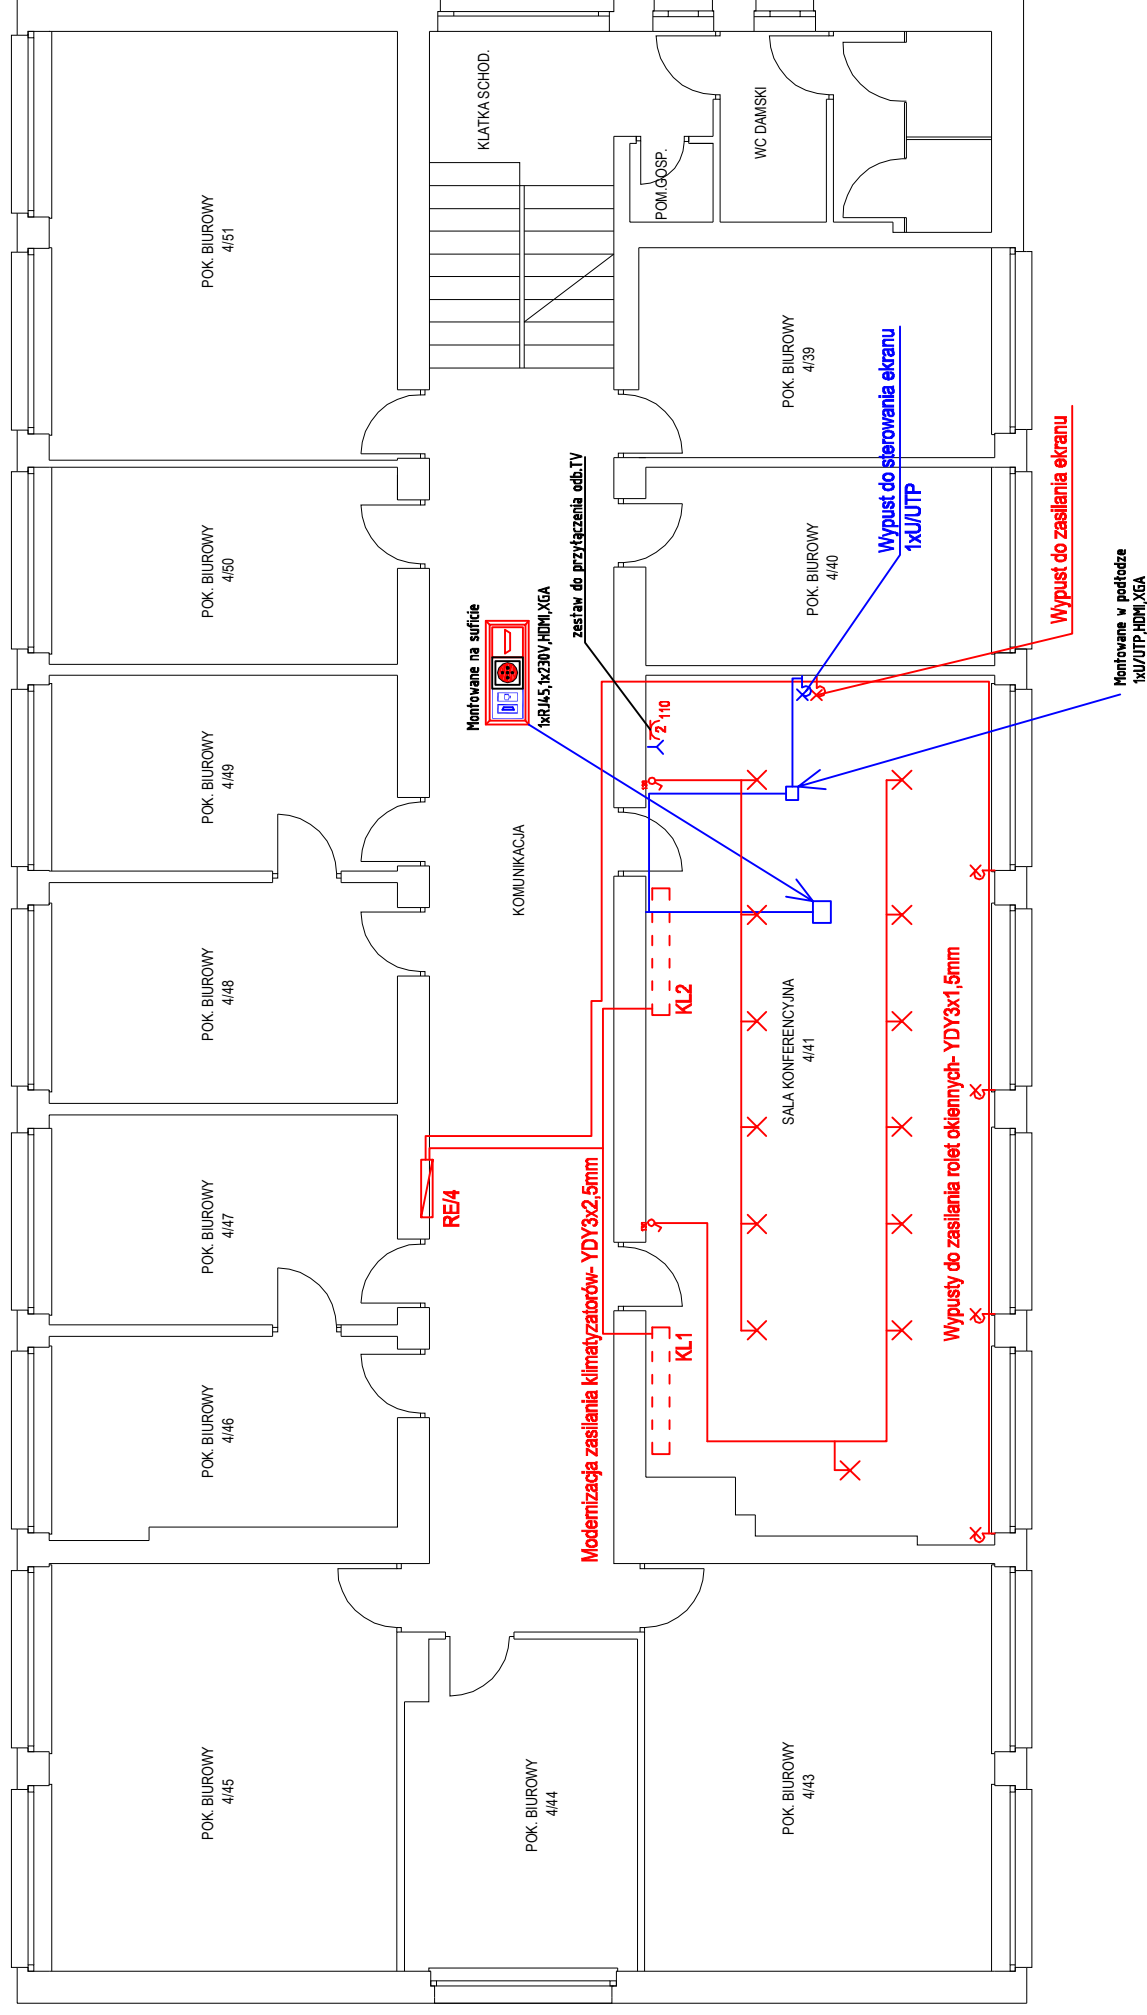 POK. BIUROWY
4/51
POK. BIUROWY
4/50
POK. BIUROWY
4/49
POK. BIUROWY
4/48
POK. BIUROWY
4/47
POK. BIUROWY
4/46
POK. BIUROWY
4/45
KLATKA SCHOD.
POM.GOSP.
WC DAMSKI
POK. BIUROWY
4/39
POK. BIUROWY
4/40
KOMUNIKACJA
SALA KONFERENCYJNA
4/41
POK. BIUROWY
4/44
POK. BIUROWY
4/43
Montowane na suficie
1xRJ45,1x230V,HDMI,XGA
zestaw do przyłączenia odb.TV
2
110
Wypust do sterowania ekranu
1xU/UTP
Wypust do zasilania ekranu
Montowane w podłodze
1xU/UTP,HDMI,XGA
RE/4
KL2
KL1
Modernizacja zasilania klimatyzatorów- YDY3x2,5mm
Wypusty do zasilania rolet okiennych- YDY3x1,5mm